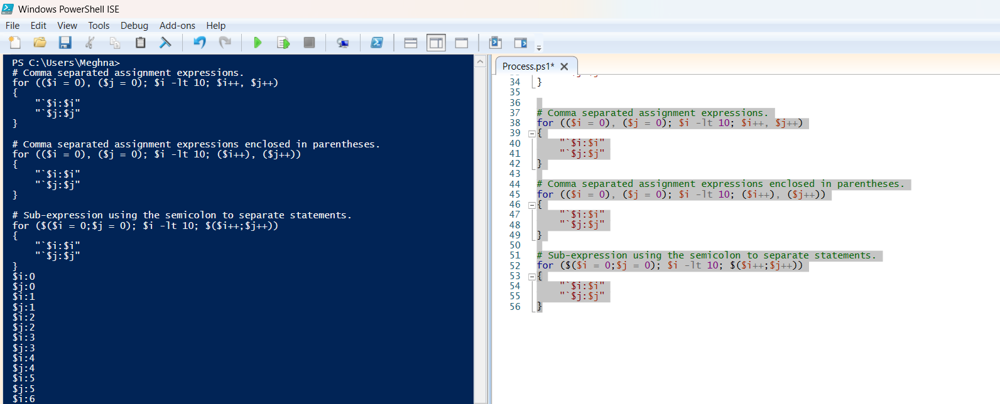 Windows PowerShell ISE
File Edit View Tools Debug Add-ons Help
PS C:\Users\Meghna>
# Comma separated assignment expressions.
for (($i = 0), ($j = 0); $i -lt 10; $i++, $j++)
{
    "`$i:$i"
    "`$j:$j"
}

# Comma separated assignment expressions enclosed in parentheses.
for (($i = 0), ($j = 0); $i -lt 10; ($i++), ($j++))
{
    "`$i:$i"
    "`$j:$j"
}

# Sub-expression using the semicolon to separate statements.
for ($($i = 0;$j = 0); $i -lt 10; $($i++;$j++))
{
    "`$i:$i"
    "`$j:$j"
}
$i:0
$j:0
$i:1
$j:1
$i:2
$j:2
$i:3
$j:3
$i:4
$j:4
$i:5
$j:5
$i:6
Process.ps1*
34 }
35
36
37 # Comma separated assignment expressions.
38 for (($i = 0), ($j = 0); $i -lt 10; $i++, $j++)
39 {
40     "`$i:$i"
41     "`$j:$j"
42 }
43
44 # Comma separated assignment expressions enclosed in parentheses.
45 for (($i = 0), ($j = 0); $i -lt 10; ($i++), ($j++))
46 {
47     "`$i:$i"
48     "`$j:$j"
49 }
50
51 # Sub-expression using the semicolon to separate statements.
52 for ($($i = 0;$j = 0); $i -lt 10; $($i++;$j++))
53 {
54     "`$i:$i"
55     "`$j:$j"
56 }